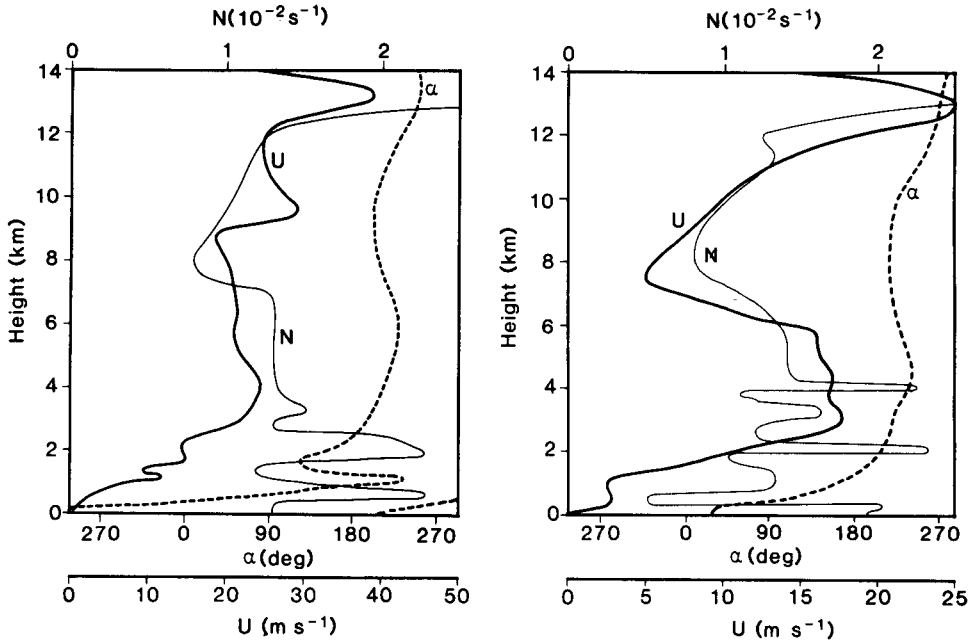 N(10⁻² s⁻¹)
0 1 2
14
12
10
8
6
4
2
0
Height (km)
α
U
N
270 0 90 180 270
α (deg)
0 10 20 30 40 50
U (m s⁻¹)
N(10⁻² s⁻¹)
0 1 2
14
12
10
8
6
4
2
0
Height (km)
α
U
N
270 0 90 180 270
α (deg)
0 5 10 15 20 25
U (m s⁻¹)